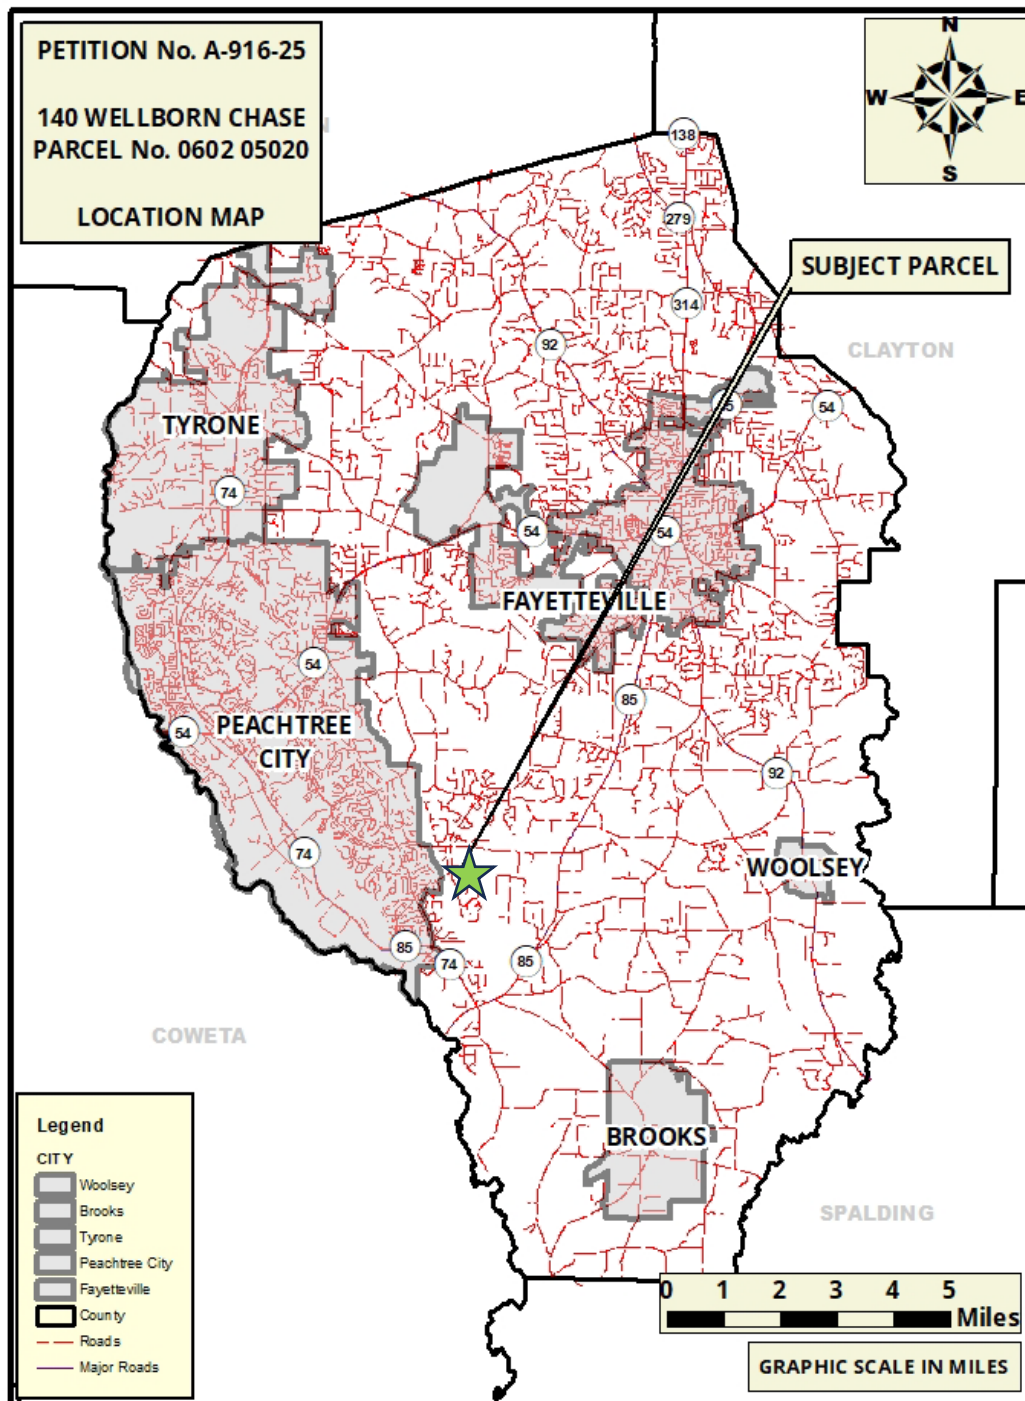 PETITION No. A-916-25
140 WELLBORN CHASE
PARCEL No. 0602 05020
LOCATION MAP
N
W
E
S
138
279
SUBJECT PARCEL
314
92
CLAYTON
54
TYRONE
74
54
54
FAYETTEVILLE
54
85
54
PEACHTREE
CITY
92
74
WOOLSEY
85
74
85
COWETA
BROOKS
SPALDING
Legend
CITY
Woolsey
Brooks
Tyrone
Peachtree City
Fayetteville
County
Roads
Major Roads
0 1 2 3 4 5
Miles
GRAPHIC SCALE IN MILES